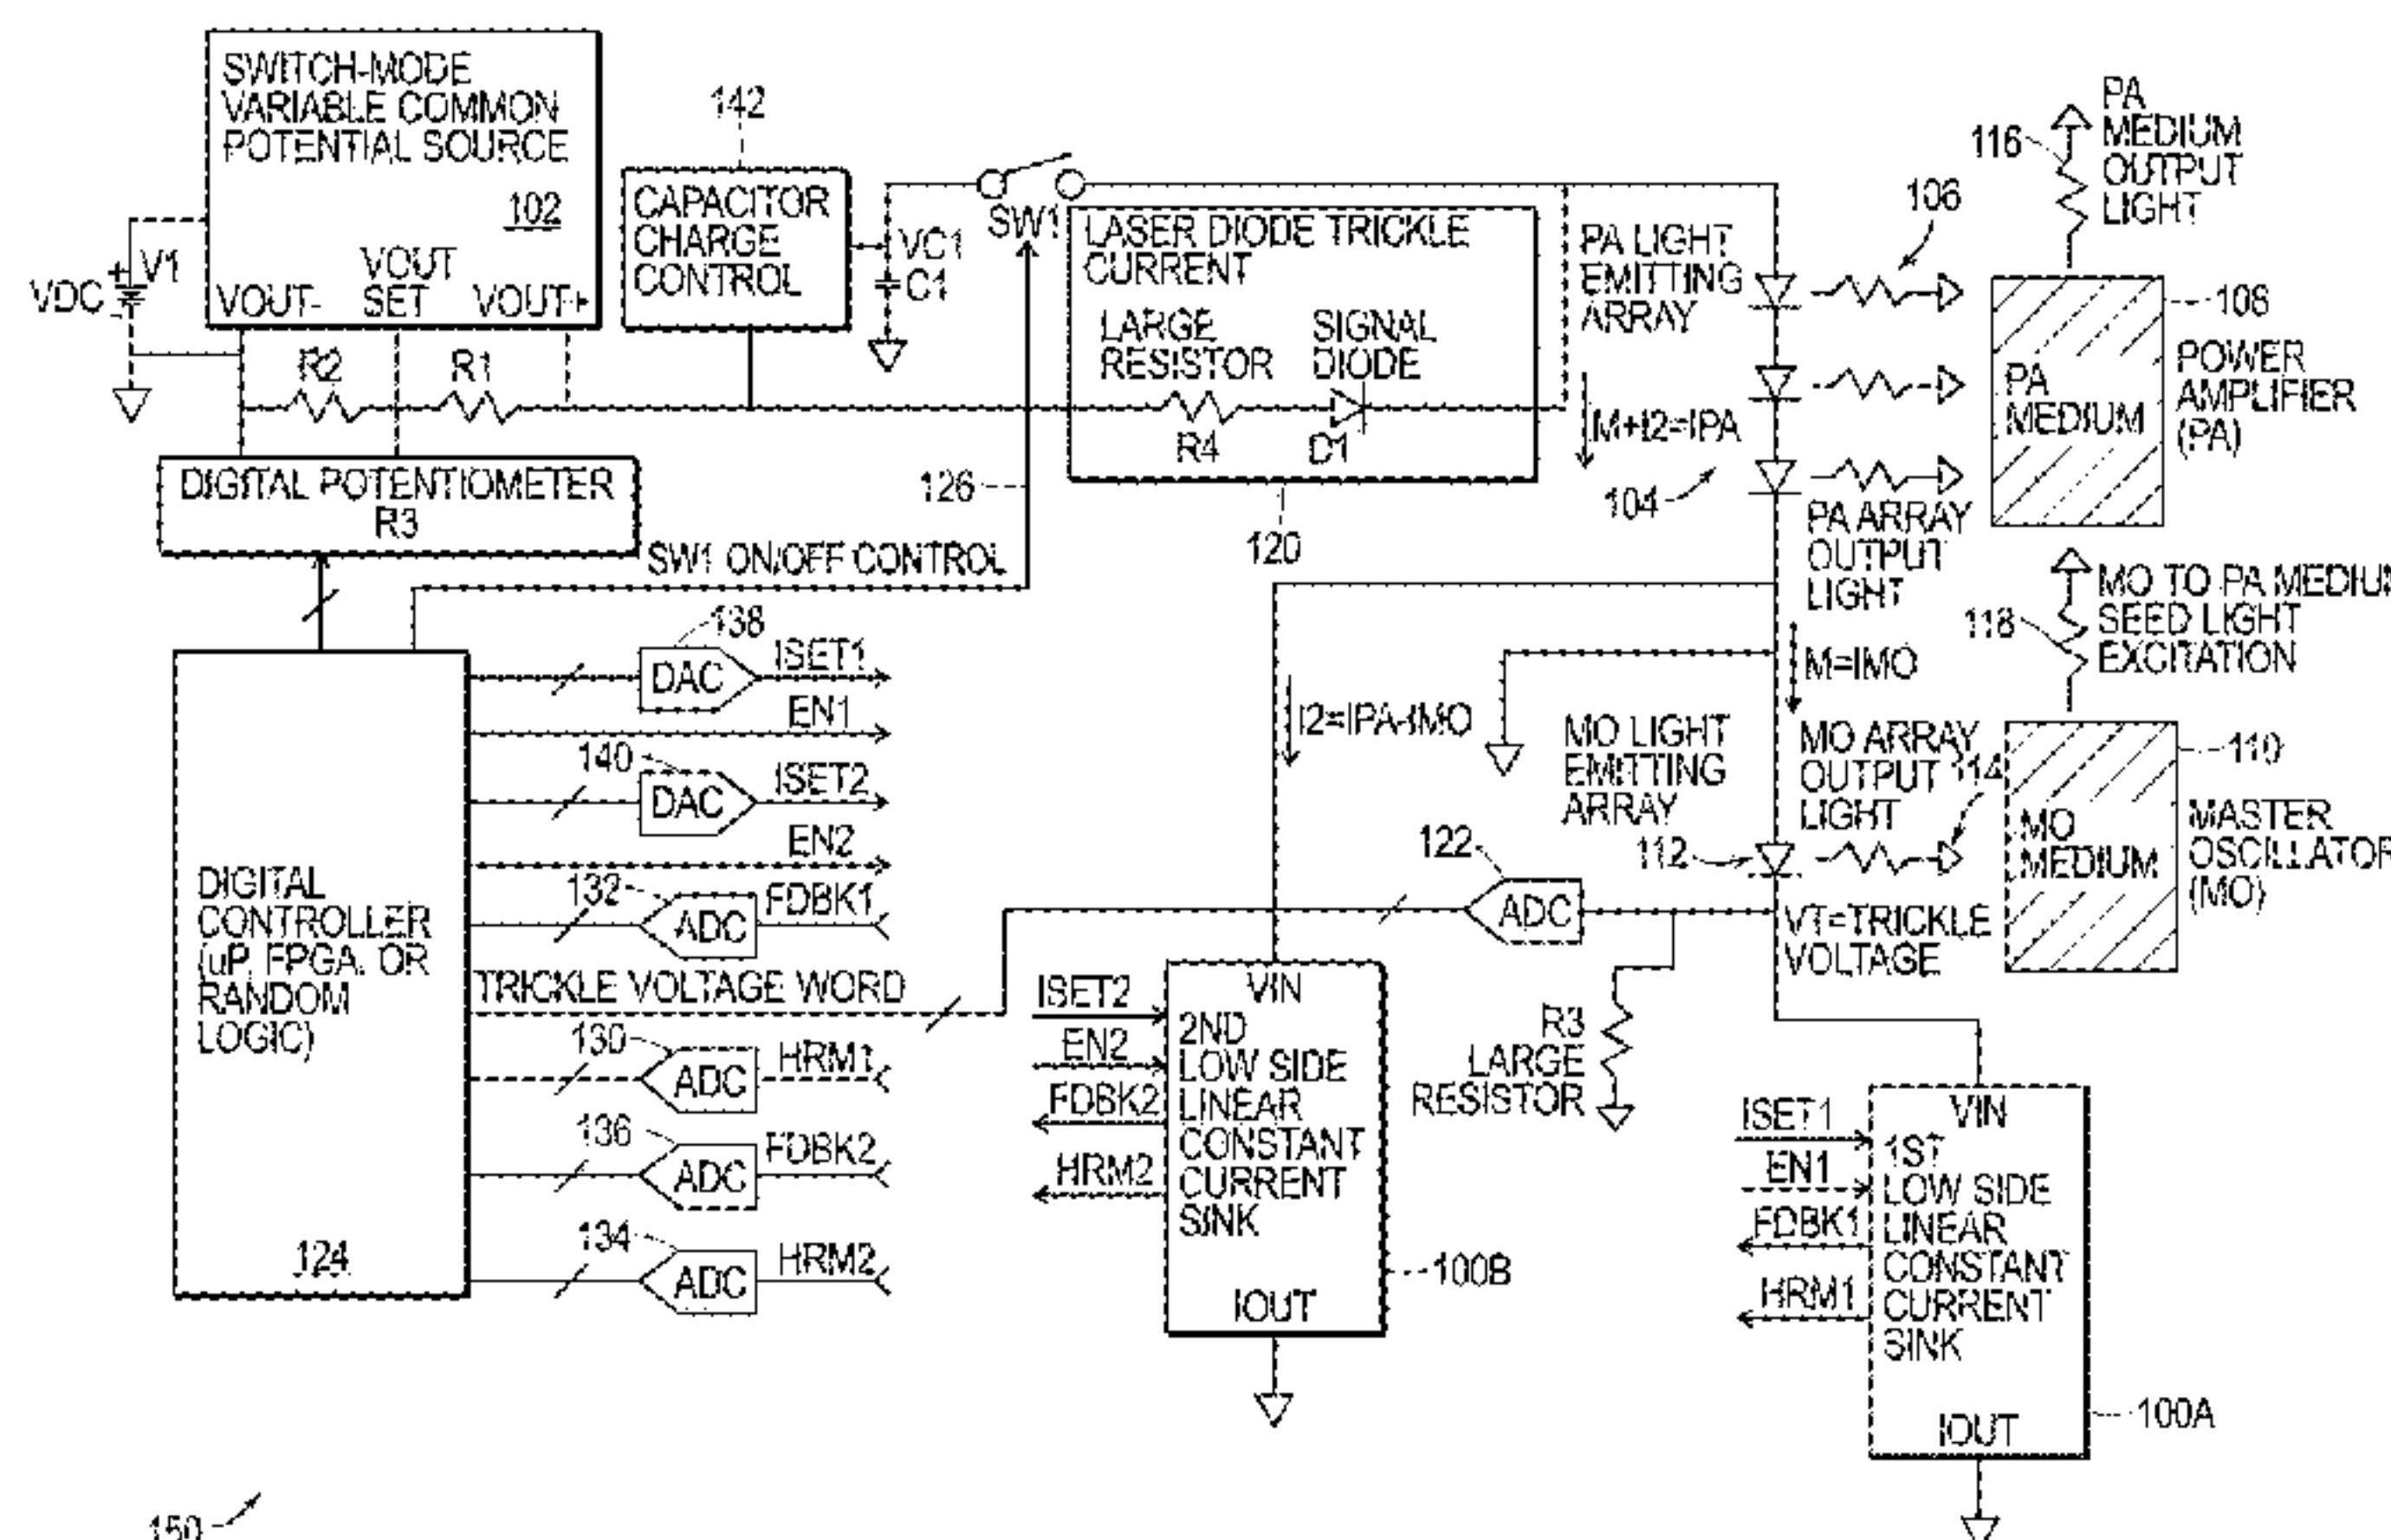 SWITCH-MODE
VARIABLE COMMON
POTENTIAL SOURCE
102
VOUT-
VOUT
SET
VOUT+
VDC
+
V1
-
R2
R1
DIGITAL POTENTIOMETER
R3
142
CAPACITOR
CHARGE
CONTROL
VC1
C1
SW1
126
SW1 ON/OFF CONTROL
LASER DIODE TRICKLE
CURRENT
LARGE
RESISTOR
SIGNAL
DIODE
R4
D1
120
PA LIGHT
EMITTING
ARRAY
M+I2=IPA
104
106
PA ARRAY
OUTPUT
LIGHT
116
PA
MEDIUM
OUTPUT
LIGHT
108
PA
MEDIUM
POWER
AMPLIFIER
(PA)
118
MO TO PA MEDIUM
SEED LIGHT
EXCITATION
M=IMO
I2=IPA-IMO
MO LIGHT
EMITTING
ARRAY
MO ARRAY
OUTPUT
LIGHT
114
112
110
MO
MEDIUM
MASTER
OSCILLATOR
(MO)
VT=TRICKLE
VOLTAGE
122
ADC
R3
LARGE
RESISTOR
DIGITAL
CONTROLLER
(uP, FPGA, OR
RANDOM
LOGIC)
124
138
DAC
ISET1
EN1
140
DAC
ISET2
EN2
132
ADC
FDBK1
TRICKLE VOLTAGE WORD
130
ADC
HRM1
136
ADC
FDBK2
134
ADC
HRM2
ISET2
EN2
FDBK2
HRM2
VIN
2ND
LOW SIDE
LINEAR
CONSTANT
CURRENT
SINK
IOUT
100B
ISET1
EN1
FDBK1
HRM1
VIN
1ST
LOW SIDE
LINEAR
CONSTANT
CURRENT
SINK
IOUT
100A
150